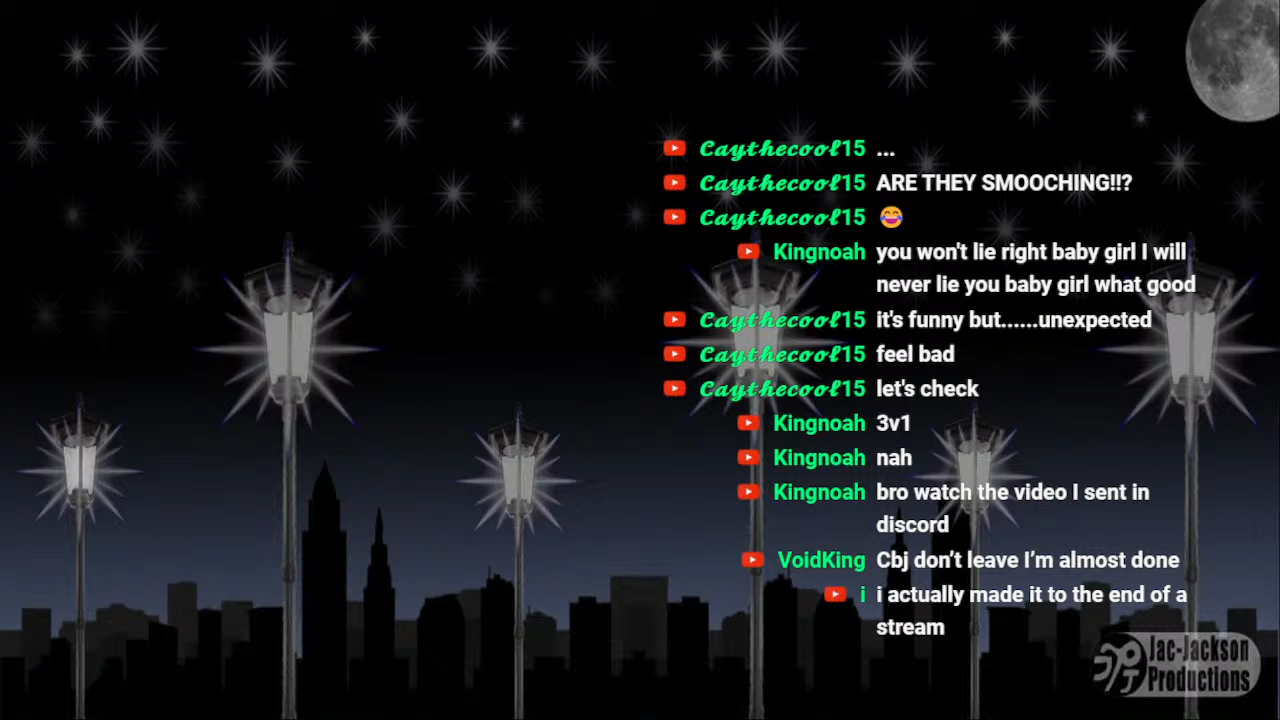 Caythecool15 ...
Caythecool15 ARE THEY SMOOCHING!!?
Caythecool15 😂
Kingnoah you won't lie right baby girl I will
never lie you baby girl what good
Caythecool15 it's funny but......unexpected
Caythecool15 feel bad
Caythecool15 let's check
Kingnoah 3v1
Kingnoah nah
Kingnoah bro watch the video I sent in
discord
VoidKing Cbj don’t leave I’m almost done
i i actually made it to the end of a
stream
Jac-Jackson
Productions